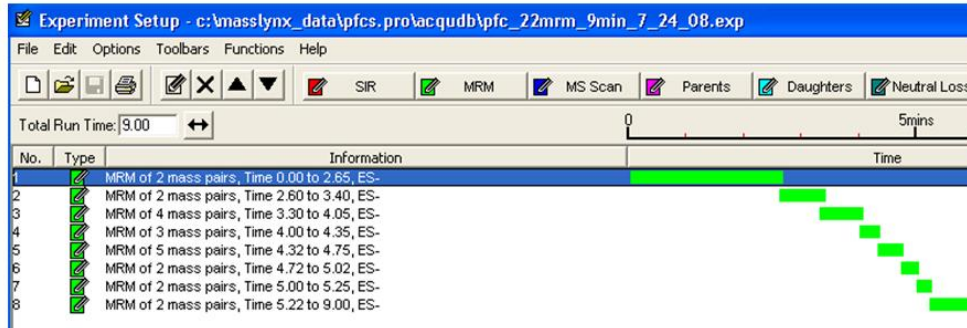 Experiment Setup - c:\masslynx_data\pfcs.pro\acqudb\pfc_22mrm_9min_7_24_08.exp
File Edit Options Toolbars Functions Help
SIR MRM MS Scan Parents Daughters Neutral Loss
Total Run Time: 9.00 0 5mins
No. Type Information Time
1 MRM of 2 mass pairs, Time 0.00 to 2.65, ES-
2 MRM of 2 mass pairs, Time 2.60 to 3.40, ES-
3 MRM of 4 mass pairs, Time 3.30 to 4.05, ES-
4 MRM of 3 mass pairs, Time 4.00 to 4.35, ES-
5 MRM of 5 mass pairs, Time 4.32 to 4.75, ES-
6 MRM of 2 mass pairs, Time 4.72 to 5.02, ES-
7 MRM of 2 mass pairs, Time 5.00 to 5.25, ES-
8 MRM of 2 mass pairs, Time 5.22 to 9.00, ES-